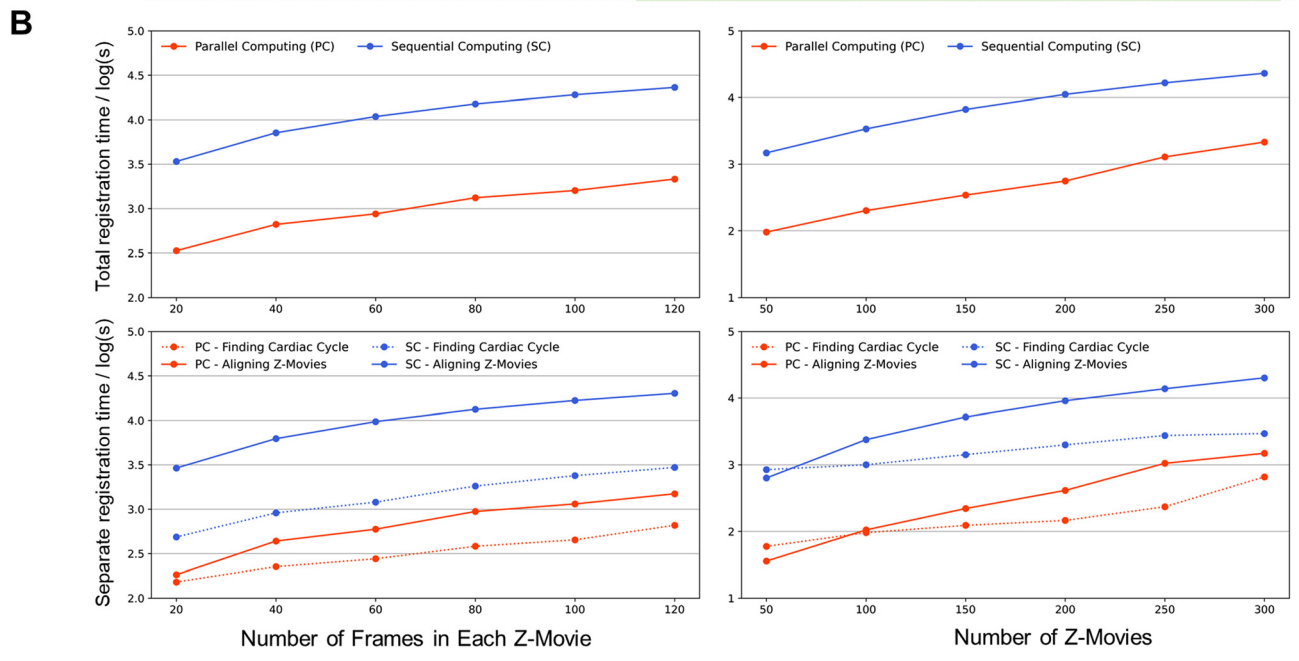 B
Total registration time / log(s)
5.0
4.5
4.0
3.5
3.0
2.5
2.0
Parallel Computing (PC) Sequential Computing (SC)
20 40 60 80 100 120
5
4
3
2
1
Parallel Computing (PC) Sequential Computing (SC)
50 100 150 200 250 300
Separate registration time / log(s)
5.0
4.5
4.0
3.5
3.0
2.5
2.0
PC - Finding Cardiac Cycle SC - Finding Cardiac Cycle
PC - Aligning Z-Movies SC - Aligning Z-Movies
20 40 60 80 100 120
Number of Frames in Each Z-Movie
5
4
3
2
1
PC - Finding Cardiac Cycle SC - Finding Cardiac Cycle
PC - Aligning Z-Movies SC - Aligning Z-Movies
50 100 150 200 250 300
Number of Z-Movies